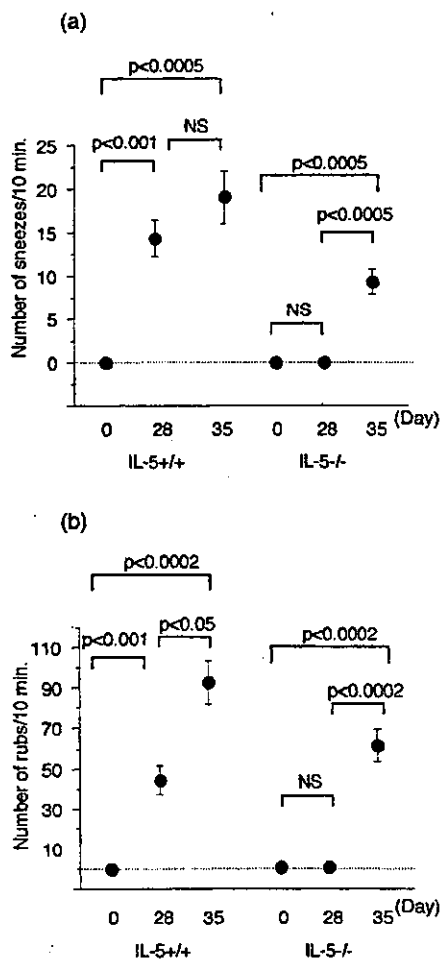 (a)
p<0.0005
p<0.001
NS
p<0.0005
p<0.0005
NS
Number of sneezes/10 min.
25
20
15
10
5
0
0 28 35 0 28 35 (Day)
IL-5+/+ IL-5-/-
(b)
p<0.0002
p<0.001
p<0.05
p<0.0002
p<0.0002
NS
Number of rubs/10 min.
110
90
70
50
30
10
0 28 35 0 28 35 (Day)
IL-5+/+ IL-5-/-